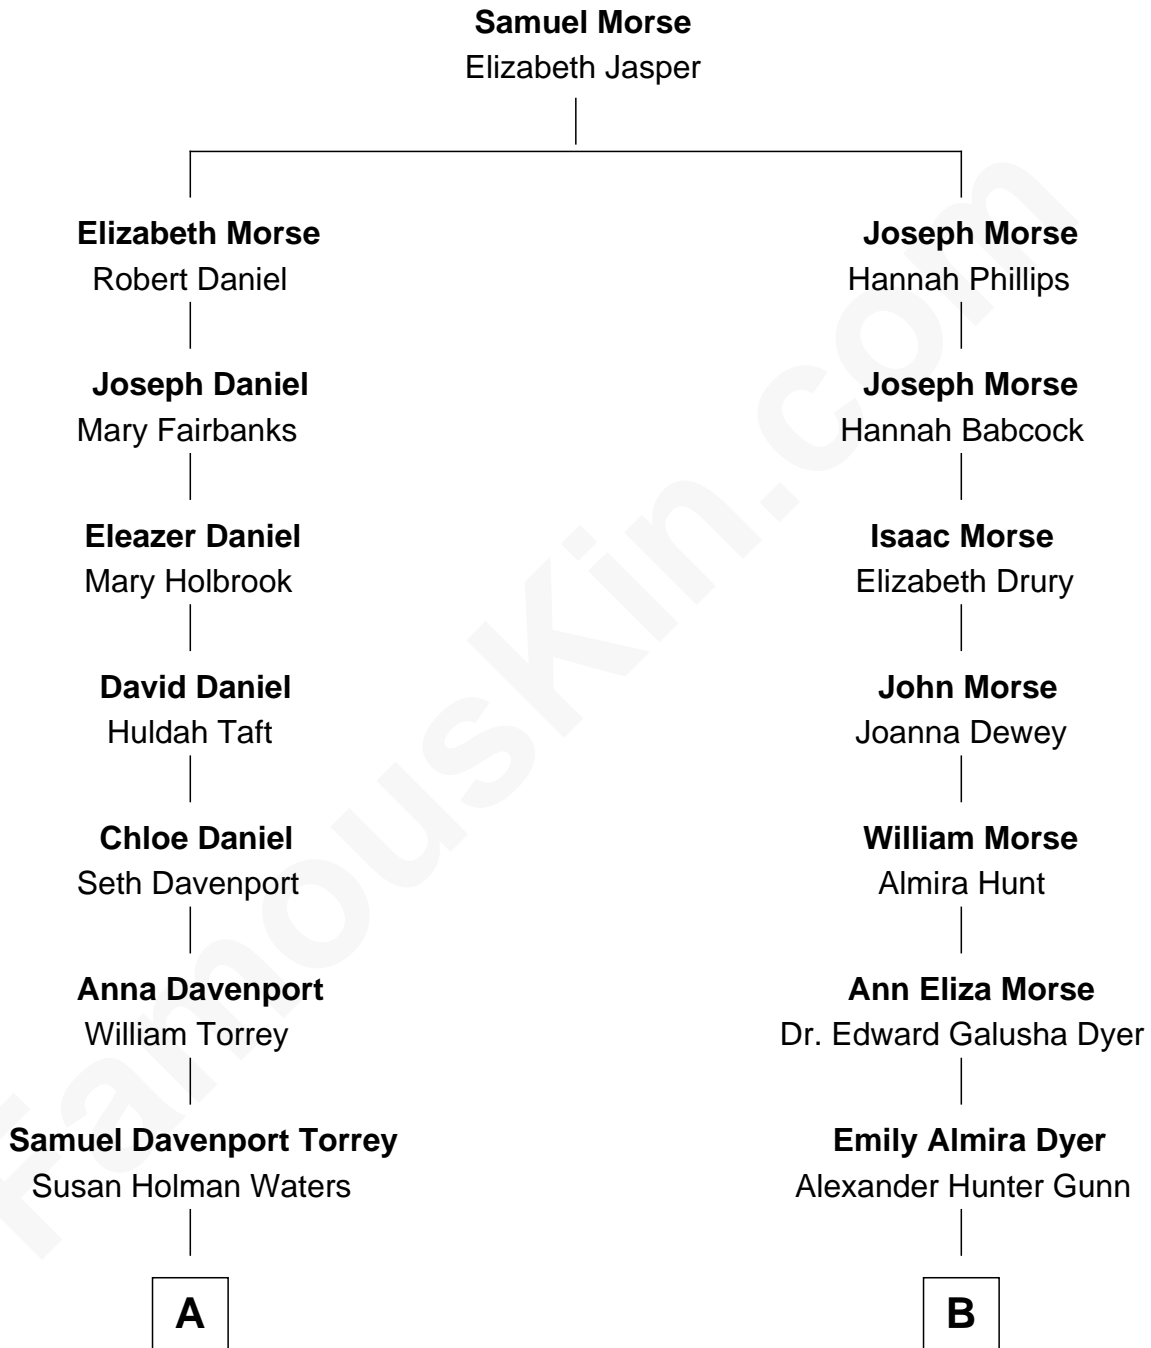 Samuel Morse
Elizabeth Jasper
Elizabeth Morse
Robert Daniel
Joseph Morse
Hannah Phillips
Joseph Daniel
Mary Fairbanks
Joseph Morse
Hannah Babcock
Eleazer Daniel
Mary Holbrook
Isaac Morse
Elizabeth Drury
David Daniel
Huldah Taft
John Morse
Joanna Dewey
Chloe Daniel
Seth Davenport
William Morse
Almira Hunt
Anna Davenport
William Torrey
Ann Eliza Morse
Dr. Edward Galusha Dyer
Samuel Davenport Torrey
Susan Holman Waters
Emily Almira Dyer
Alexander Hunter Gunn
A
B
FamousKin.com